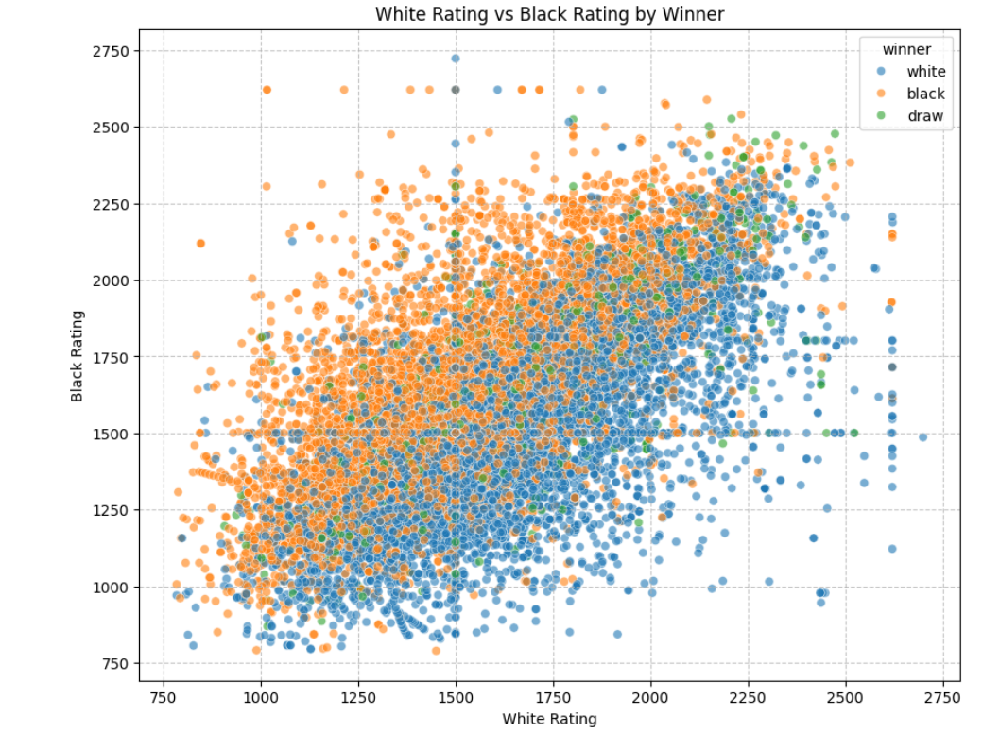 White Rating vs Black Rating by Winner
winner
white
black
draw
Black Rating
2750
2500
2250
2000
1750
1500
1250
1000
750
750 1000 1250 1500 1750 2000 2250 2500 2750
White Rating